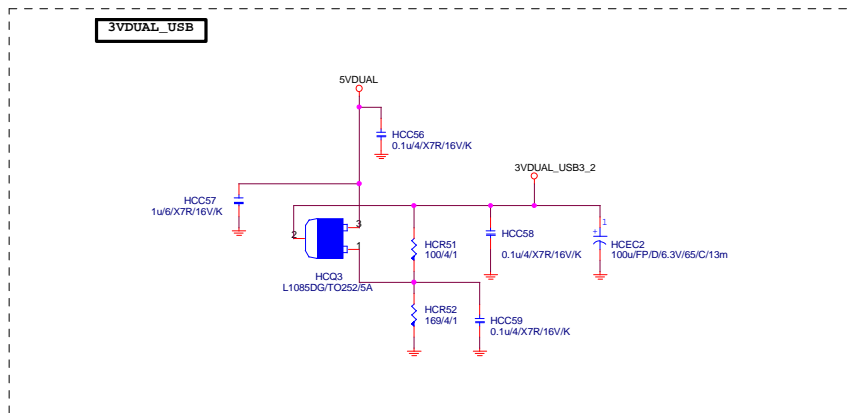 3VDUAL_USB
5VDUAL
HCC56
0.1u/4/X7R/16V/K
3VDUAL_USB3_2
HCC57
1u/6/X7R/16V/K
3
2
1
HCQ3
L1085DG/TO252/5A
HCR51
100/4/1
HCC58
0.1u/4/X7R/16V/K
1
+
HCEC2
100u/FP/D/6.3V/65/C/13m
HCR52
169/4/1
HCC59
0.1u/4/X7R/16V/K